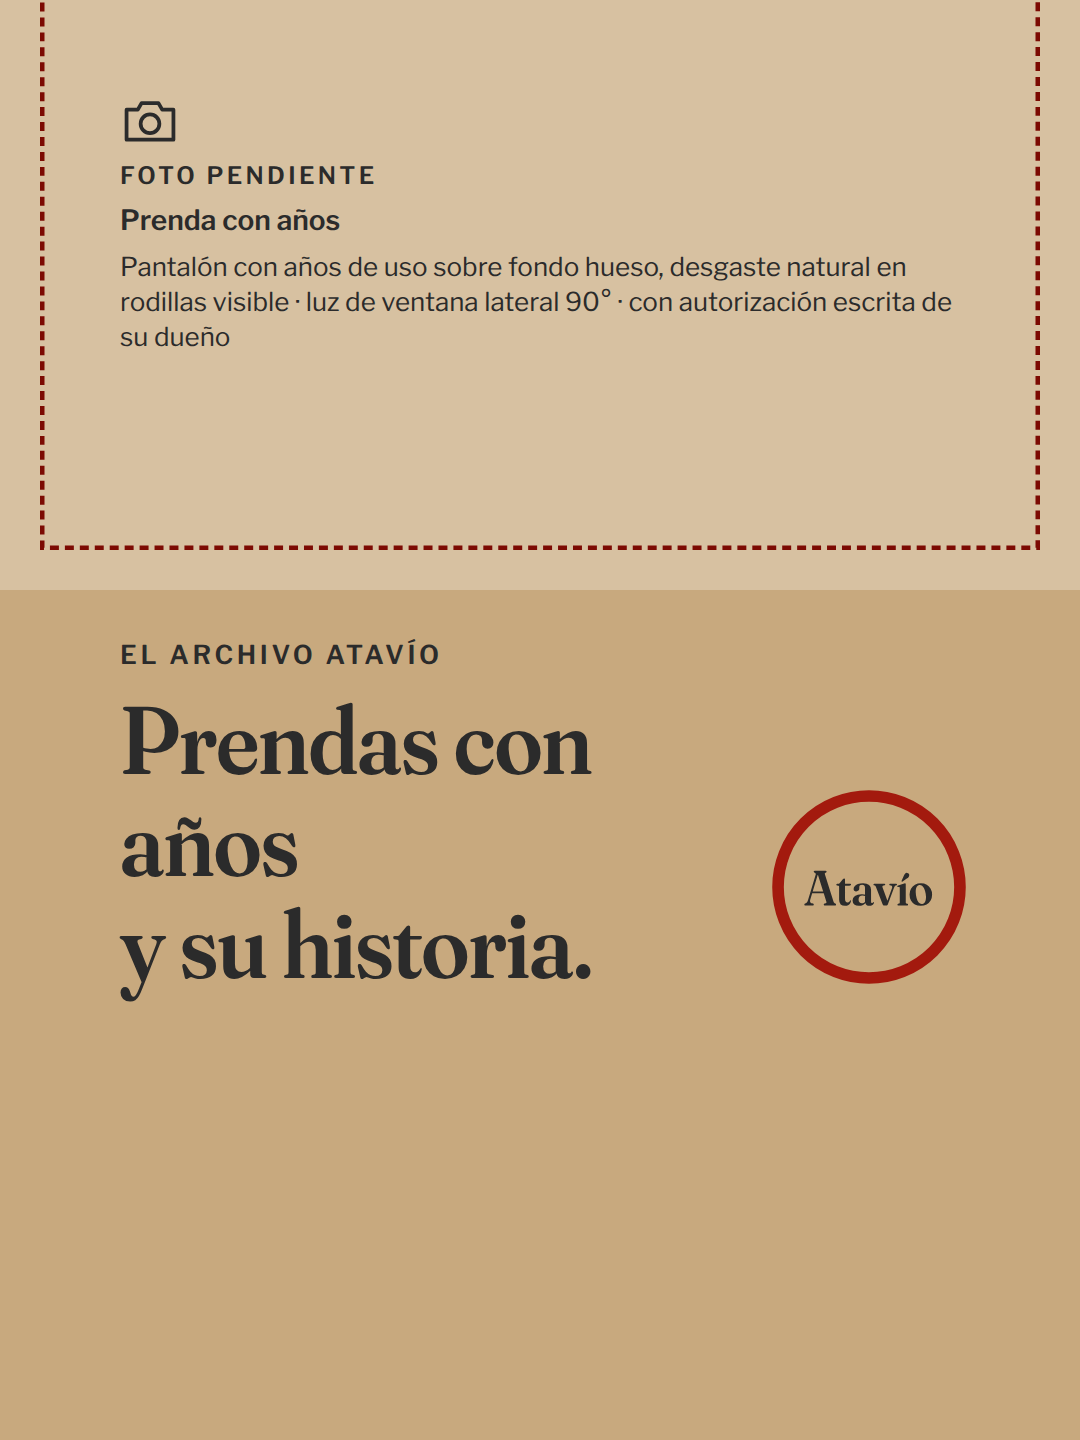 FOTO PENDIENTE
Prenda con años
Pantalón con años de uso sobre fondo hueso, desgaste natural en
rodillas visible · luz de ventana lateral 90° · con autorización escrita de
su dueño
EL ARCHIVO ATAVÍO
Prendas con
años
y su historia.
Atavío